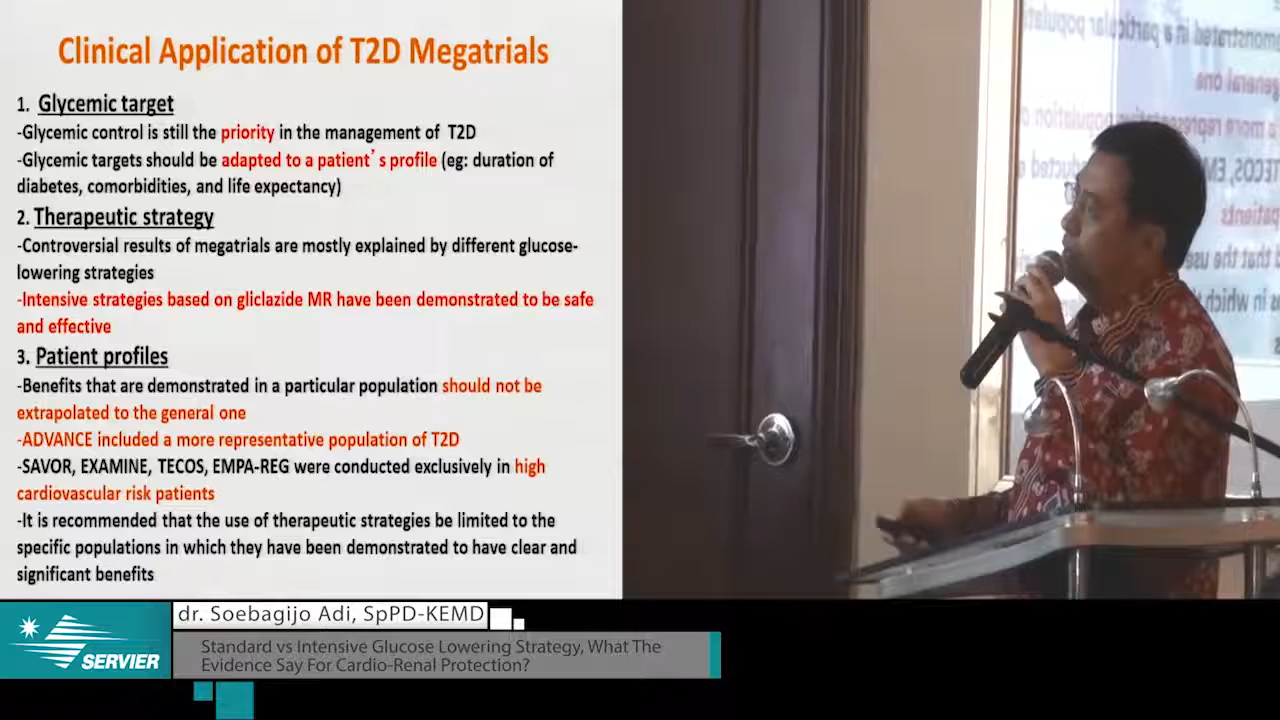 Clinical Application of T2D Megatrials
1. Glycemic target
-Glycemic control is still the priority in the management of T2D
-Glycemic targets should be adapted to a patient's profile (eg: duration of
diabetes, comorbidities, and life expectancy)
2. Therapeutic strategy
-Controversial results of megatrials are mostly explained by different glucose-
lowering strategies
-Intensive strategies based on gliclazide MR have been demonstrated to be safe
and effective
3. Patient profiles
-Benefits that are demonstrated in a particular population should not be
extrapolated to the general one
-ADVANCE included a more representative population of T2D
-SAVOR, EXAMINE, TECOS, EMPA-REG were conducted exclusively in high
cardiovascular risk patients
-It is recommended that the use of therapeutic strategies be limited to the
specific populations in which they have been demonstrated to have clear and
significant benefits
dr. Soebagijo Adi, SpPD-KEMD
SERVIER
Standard vs Intensive Glucose Lowering Strategy, What The
Evidence Say For Cardio-Renal Protection?